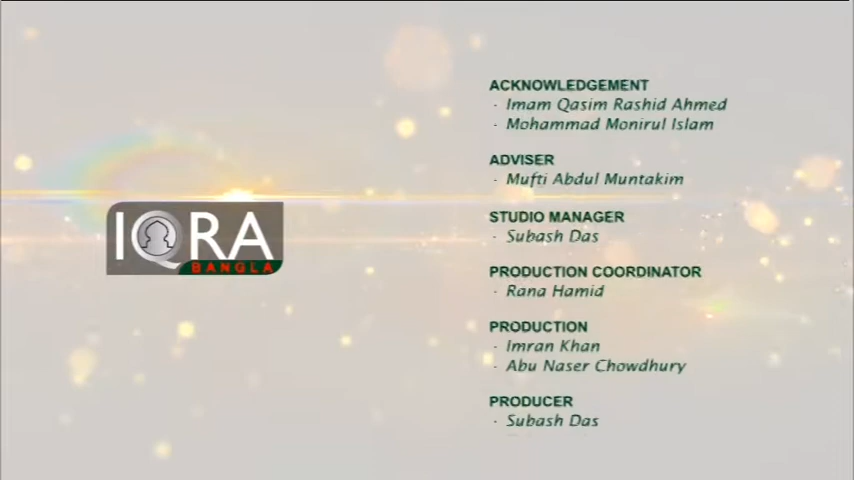 IQRA
BANGLA
ACKNOWLEDGEMENT
- Imam Qasim Rashid Ahmed
- Mohammad Monirul Islam
ADVISER
- Mufti Abdul Muntakim
STUDIO MANAGER
- Subash Das
PRODUCTION COORDINATOR
- Rana Hamid
PRODUCTION
- Imran Khan
- Abu Naser Chowdhury
PRODUCER
- Subash Das